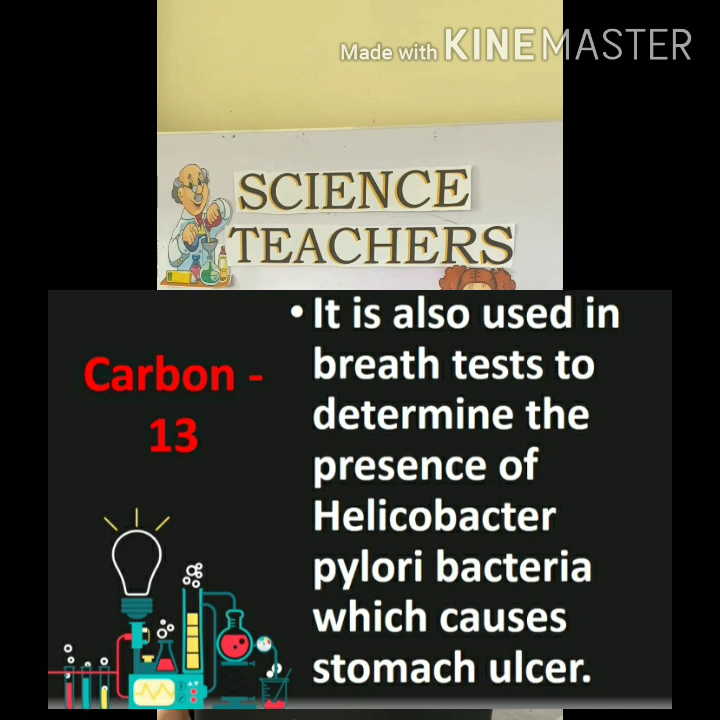 Made with KINEMASTER
SCIENCE
TEACHERS
Carbon -
13
• It is also used in
breath tests to
determine the
presence of
Helicobacter
pylori bacteria
which causes
stomach ulcer.